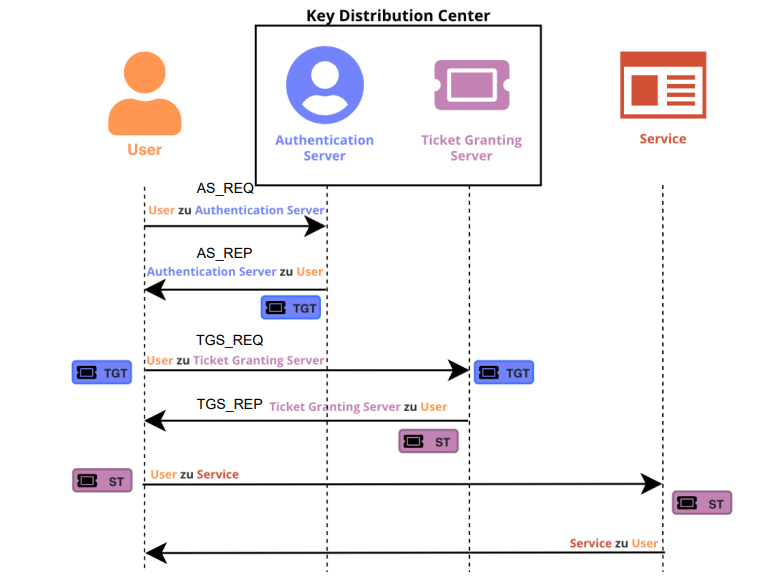 Key Distribution Center
User
Authentication
Server
Ticket Granting
Server
Service
AS_REQ
User zu Authentication Server
AS_REP
Authentication Server zu User
TGT
TGS_REQ
User zu Ticket Granting Server
TGT
TGT
TGS_REP
Ticket Granting Server zu User
ST
User zu Service
ST
ST
Service zu User